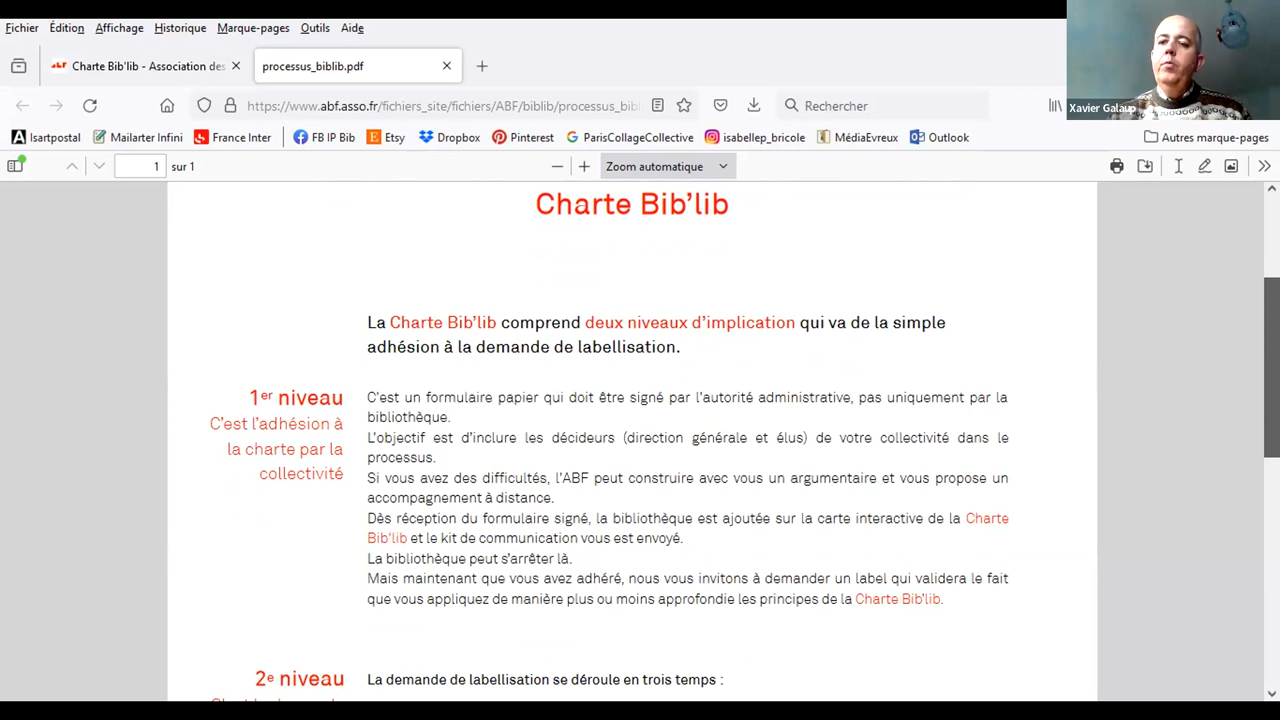 Fichier Édition Affichage Historique Marque-pages Outils Aide
Charte Bib'lib - Association des
processus_biblib.pdf
https://www.abf.asso.fr/fichiers_site/fichiers/ABF/biblib/processus_bibl
Rechercher
Xavier Galaup
Isartpostal Mailarter Infini France Inter FB IP Bib Etsy Dropbox Pinterest ParisCollageCollective isabellep_bricole MédiaEvreux Outlook Autres marque-pages
1 sur 1 Zoom automatique
Charte Bib'lib
La Charte Bib'lib comprend deux niveaux d'implication qui va de la simple
adhésion à la demande de labellisation.
1er niveau
C'est l'adhésion à
la charte par la
collectivité
C'est un formulaire papier qui doit être signé par l'autorité administrative, pas uniquement par la
bibliothèque.
L'objectif est d'inclure les décideurs (direction générale et élus) de votre collectivité dans le
processus.
Si vous avez des difficultés, l'ABF peut construire avec vous un argumentaire et vous propose un
accompagnement à distance.
Dès réception du formulaire signé, la bibliothèque est ajoutée sur la carte interactive de la Charte
Bib'lib et le kit de communication vous est envoyé.
La bibliothèque peut s'arrêter là.
Mais maintenant que vous avez adhéré, nous vous invitons à demander un label qui validera le fait
que vous appliquez de manière plus ou moins approfondie les principes de la Charte Bib'lib.
2e niveau
La demande de labellisation se déroule en trois temps :